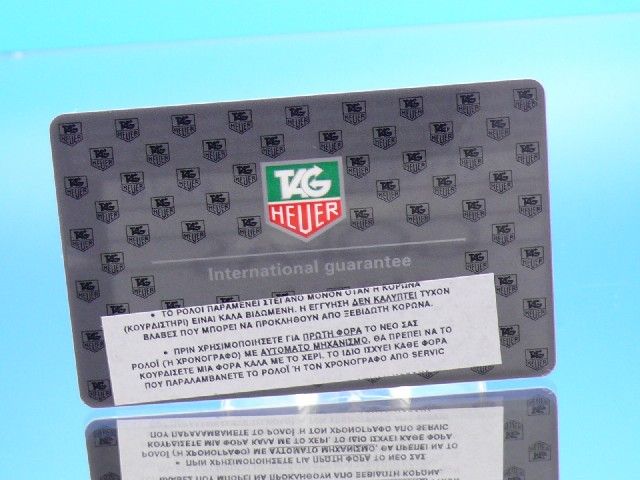 TAG
HEUER
International guarantee
• ΤΟ ΡΟΛΟΪ ΠΑΡΑΜΕΝΕΙ ΣΤΕΓΑΝΟ ΜΟΝΟΝ ΟΤΑΝ Η ΚΟΡΩΝΑ
(ΚΟΥΡΔΙΣΤΗΡΙ) ΕΙΝΑΙ ΚΑΛΑ ΒΙΔΩΜΕΝΗ. Η ΕΓΓΥΗΣΗ ΔΕΝ ΚΑΛΥΠΤΕΙ ΤΥΧΟΝ
ΒΛΑΒΕΣ ΠΟΥ ΜΠΟΡΕΙ ΝΑ ΠΡΟΚΛΗΘΟΥΝ ΑΠΟ ΞΕΒΙΔΩΤΗ ΚΟΡΩΝΑ.
• ΠΡΙΝ ΧΡΗΣΙΜΟΠΟΙΗΣΕΤΕ ΓΙΑ ΠΡΩΤΗ ΦΟΡΑ ΤΟ ΝΕΟ ΣΑΣ
ΡΟΛΟΪ (Ή ΧΡΟΝΟΓΡΑΦΟ) ΜΕ ΑΥΤΟΜΑΤΟ ΜΗΧΑΝΙΣΜΟ, ΘΑ ΠΡΕΠΕΙ ΝΑ ΤΟ
ΚΟΥΡΔΙΣΕΤΕ ΜΙΑ ΦΟΡΑ ΚΑΛΑ ΜΕ ΤΟ ΧΕΡΙ. ΤΟ ΙΔΙΟ ΙΣΧΥΕΙ ΚΑΘΕ ΦΟΡΑ
ΠΟΥ ΠΑΡΑΛΑΜΒΑΝΕΤΕ ΤΟ ΡΟΛΟΪ Ή ΤΟΝ ΧΡΟΝΟΓΡΑΦΟ ΑΠΟ SERVIC